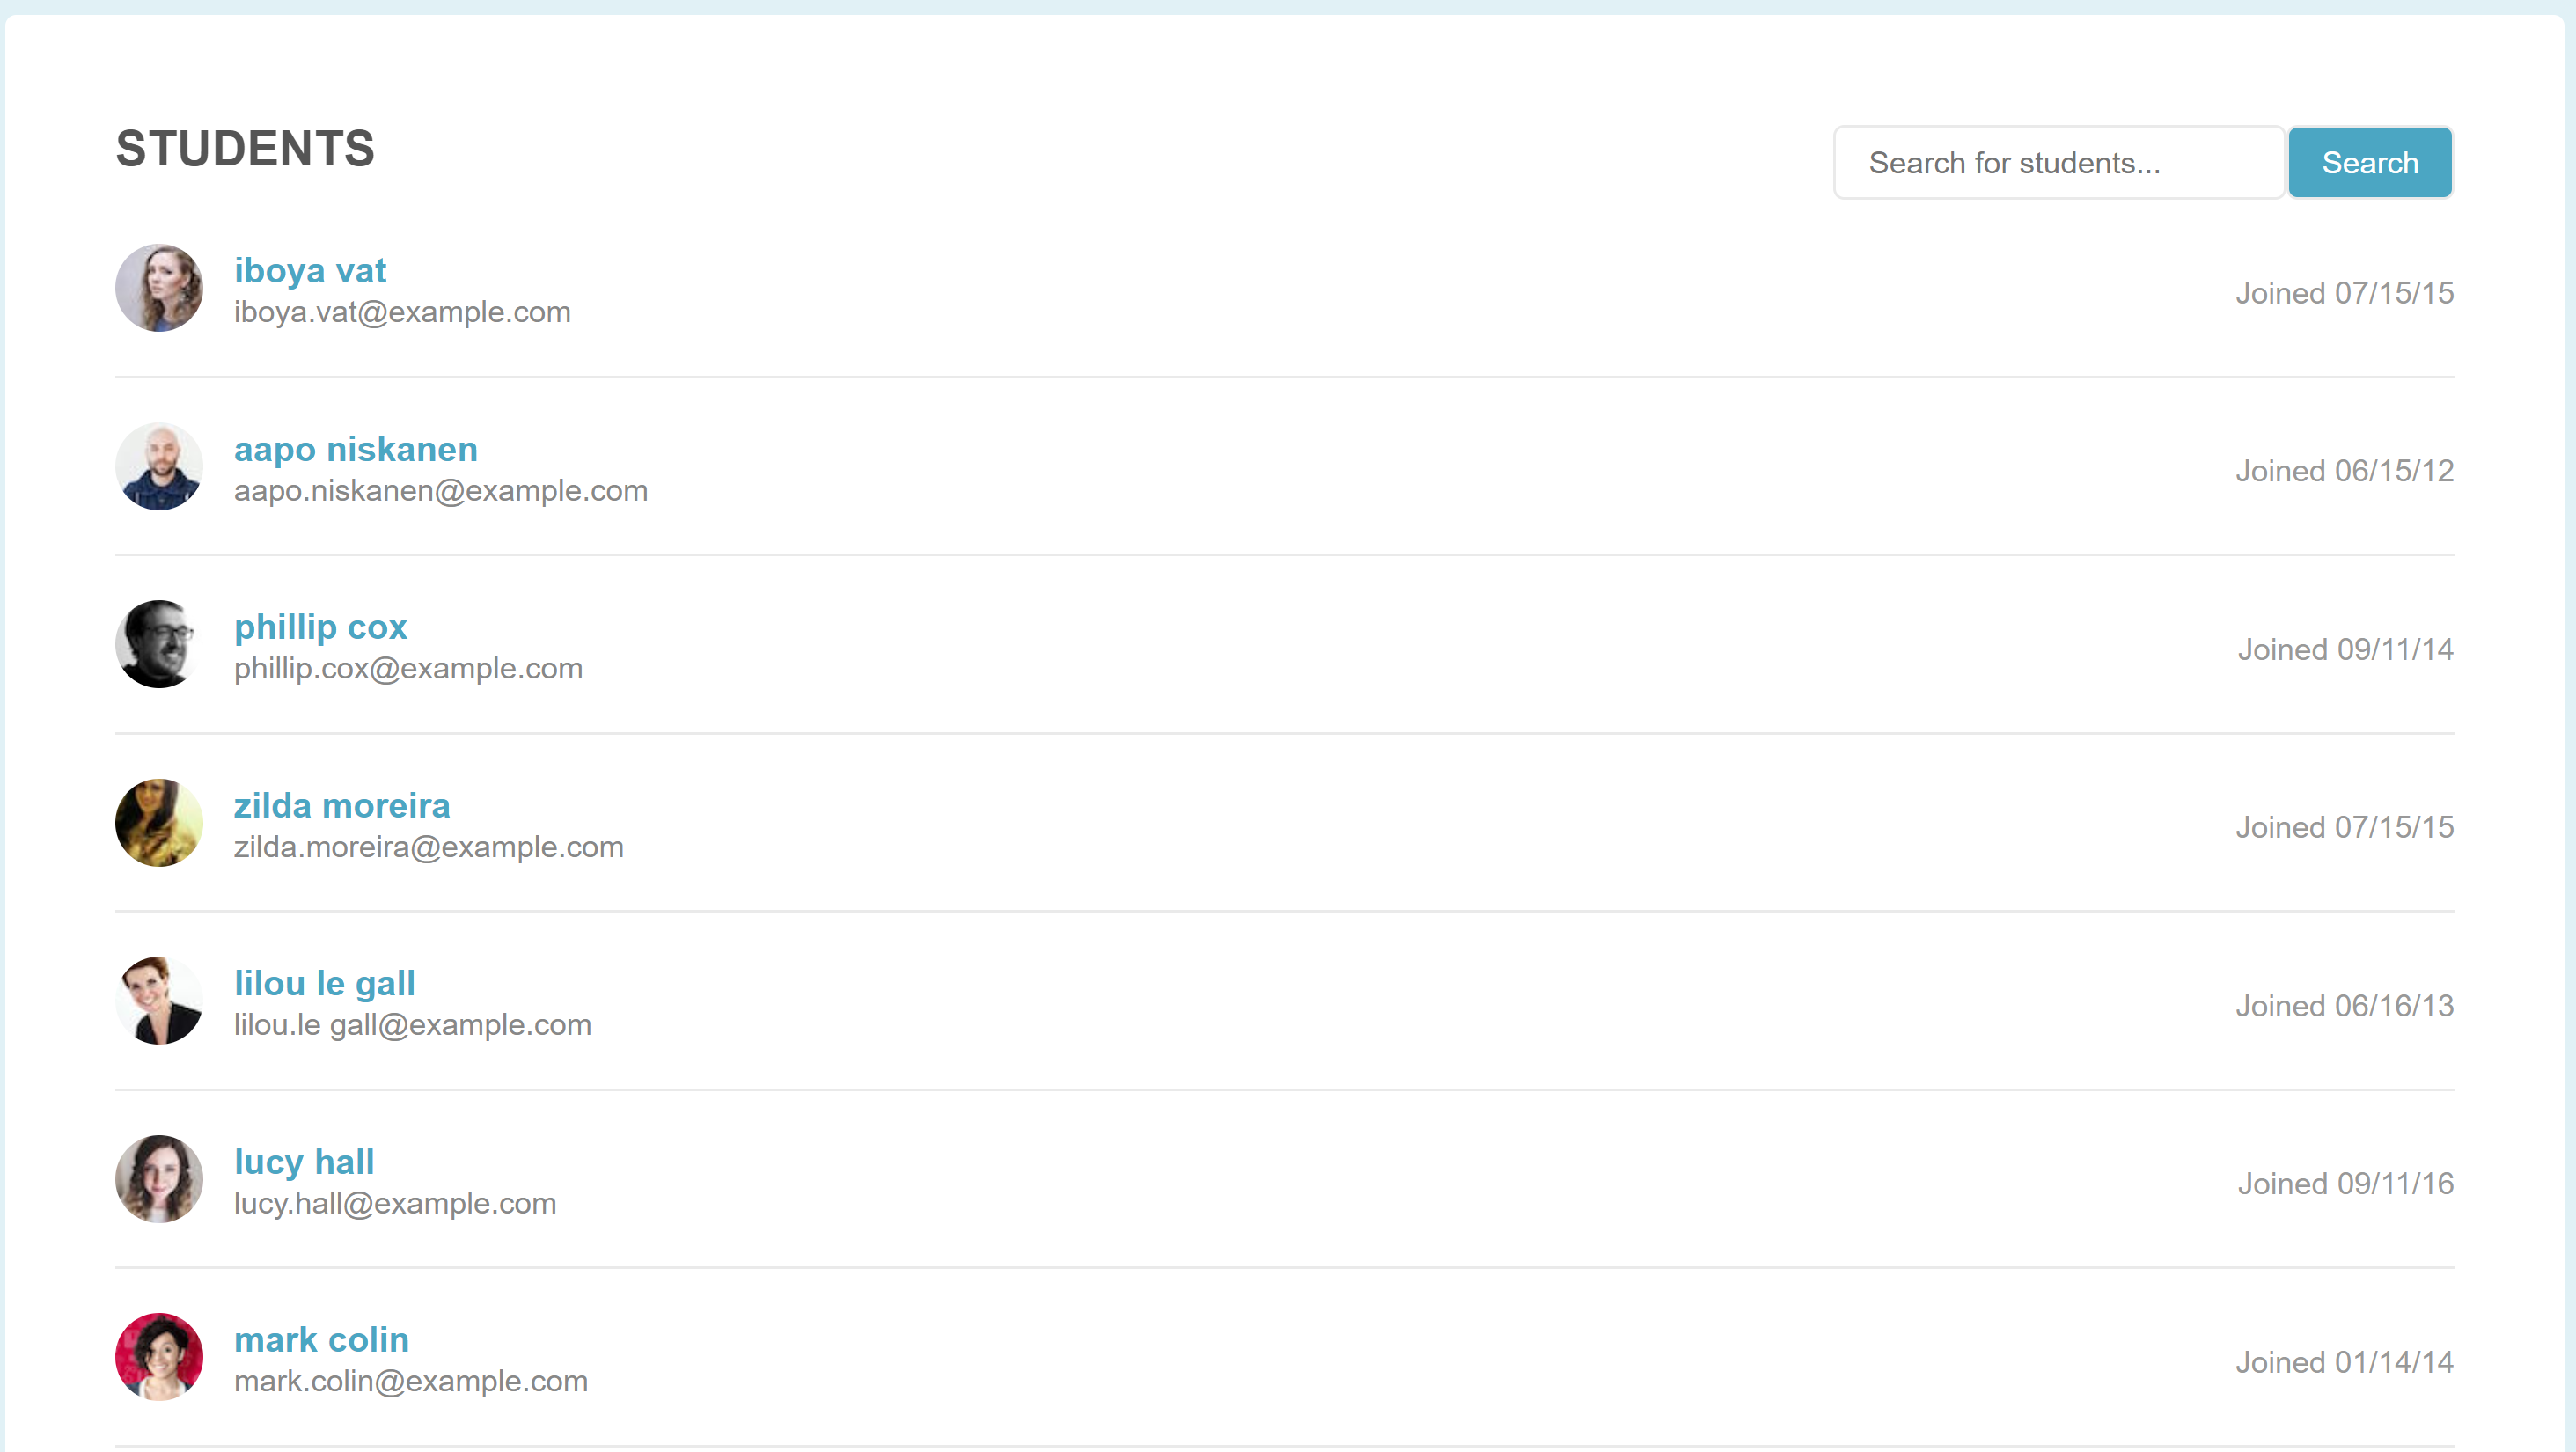 STUDENTS
Search for students...
Search
iboya vat
iboya.vat@example.com
Joined 07/15/15
aapo niskanen
aapo.niskanen@example.com
Joined 06/15/12
phillip cox
phillip.cox@example.com
Joined 09/11/14
zilda moreira
zilda.moreira@example.com
Joined 07/15/15
lilou le gall
lilou.le gall@example.com
Joined 06/16/13
lucy hall
lucy.hall@example.com
Joined 09/11/16
mark colin
mark.colin@example.com
Joined 01/14/14